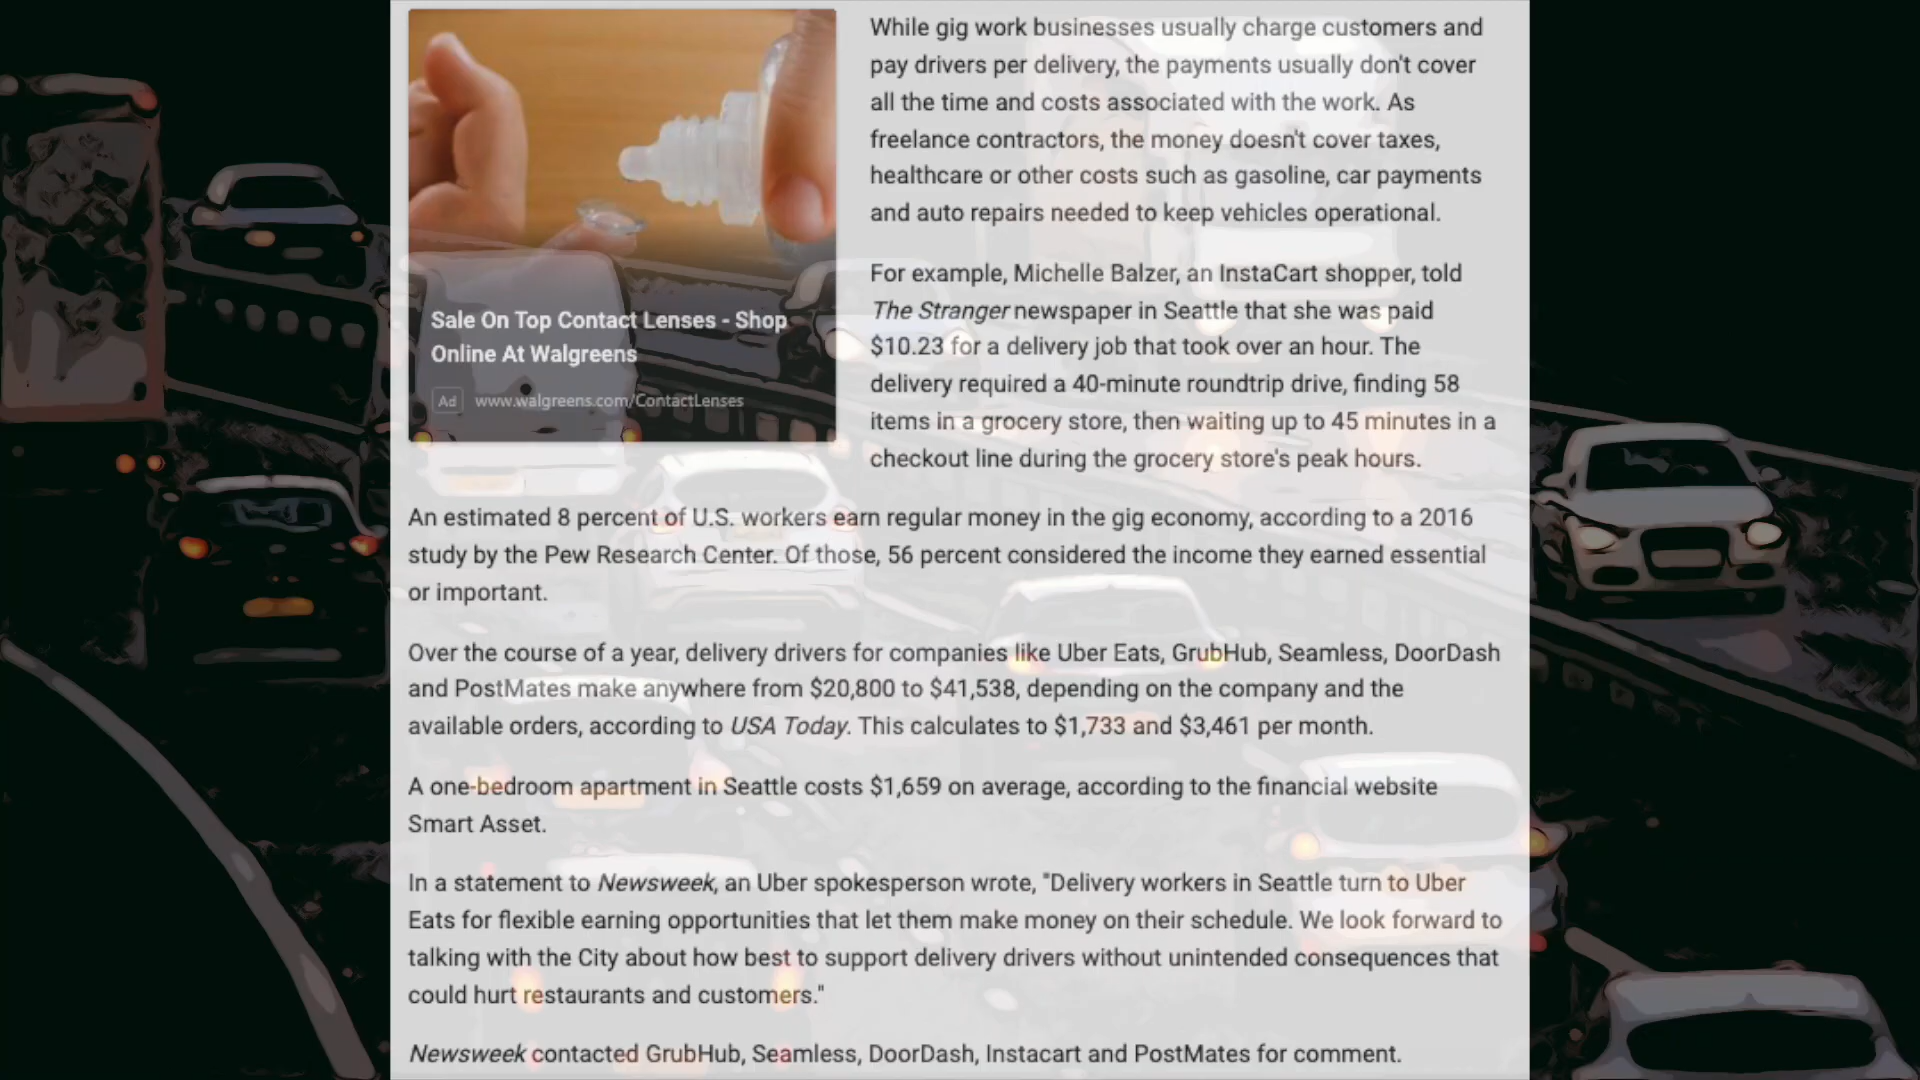 While gig work businesses usually charge customers and
pay drivers per delivery, the payments usually don't cover
all the time and costs associated with the work. As
freelance contractors, the money doesn't cover taxes,
healthcare or other costs such as gasoline, car payments
and auto repairs needed to keep vehicles operational.
For example, Michelle Balzer, an InstaCart shopper, told
The Stranger newspaper in Seattle that she was paid
$10.23 for a delivery job that took over an hour. The
delivery required a 40-minute roundtrip drive, finding 58
items in a grocery store, then waiting up to 45 minutes in a
checkout line during the grocery store's peak hours.
Sale On Top Contact Lenses - Shop
Online At Walgreens
Ad www.walgreens.com/ContactLenses
An estimated 8 percent of U.S. workers earn regular money in the gig economy, according to a 2016
study by the Pew Research Center. Of those, 56 percent considered the income they earned essential
or important.
Over the course of a year, delivery drivers for companies like Uber Eats, GrubHub, Seamless, DoorDash
and PostMates make anywhere from $20,800 to $41,538, depending on the company and the
available orders, according to USA Today. This calculates to $1,733 and $3,461 per month.
A one-bedroom apartment in Seattle costs $1,659 on average, according to the financial website
Smart Asset.
In a statement to Newsweek, an Uber spokesperson wrote, "Delivery workers in Seattle turn to Uber
Eats for flexible earning opportunities that let them make money on their schedule. We look forward to
talking with the City about how best to support delivery drivers without unintended consequences that
could hurt restaurants and customers."
Newsweek contacted GrubHub, Seamless, DoorDash, Instacart and PostMates for comment.